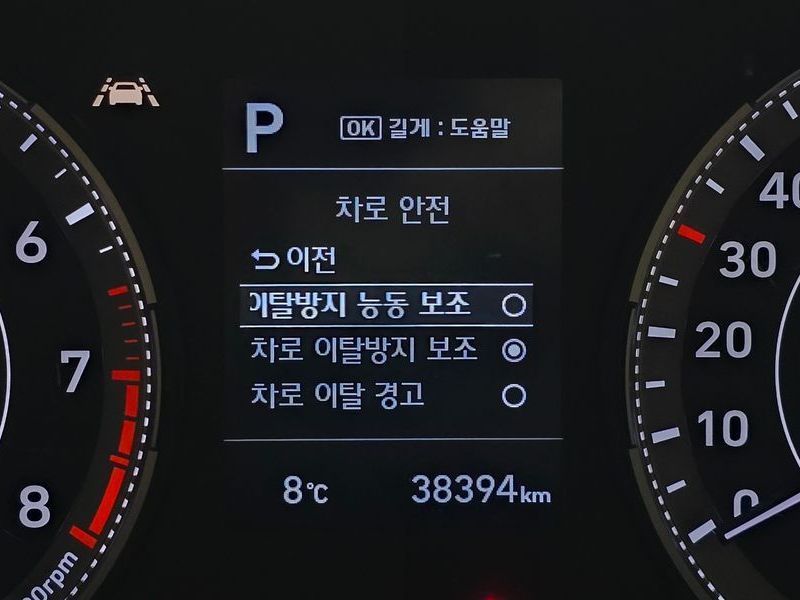 P
OK 길게 : 도움말
차로 안전
이전
이탈방지 능동 보조
차로 이탈방지 보조
차로 이탈 경고
8℃ 38394km
6
7
8
30
20
10
0